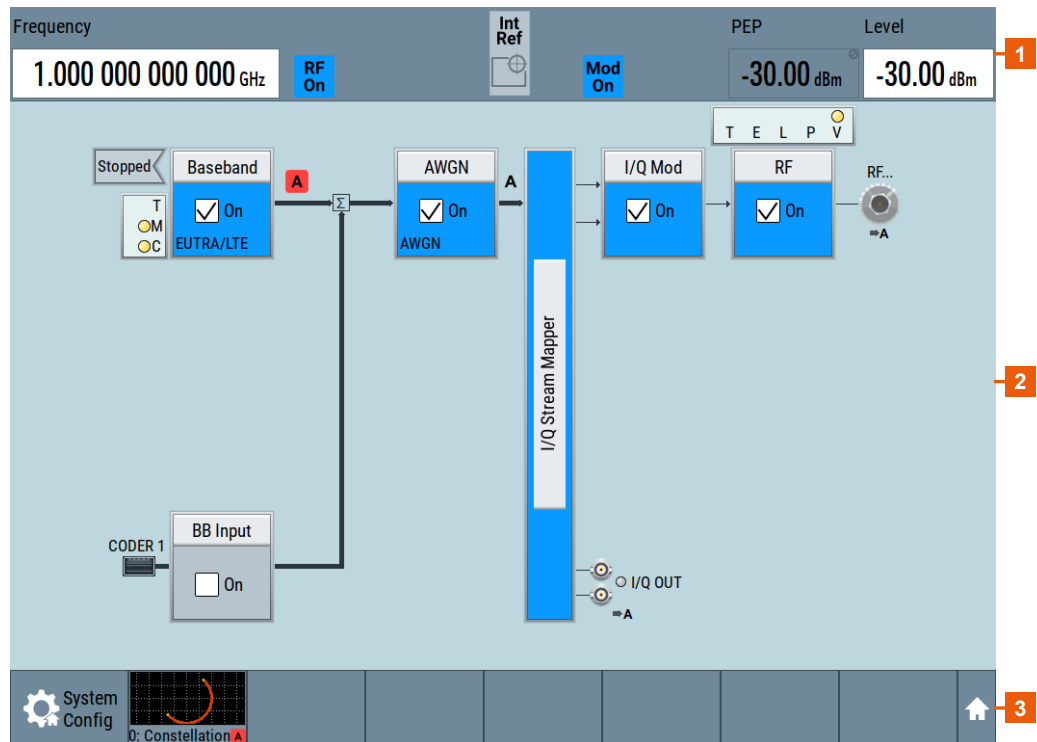 Frequency
Int
Ref
PEP
Level
1
1.000 000 000 000 GHz
RF
On
Mod
On
-30.00 dBm
-30.00 dBm
T E L P V
Stopped
Baseband
A
AWGN
A
I/Q Mod
RF
RF...
T
M
C
On
EUTRA/LTE
Σ
On
AWGN
On
On
➡A
I/Q Stream Mapper
2
BB Input
CODER 1
On
I/Q OUT
➡A
System
Config
0: Constellation A
3